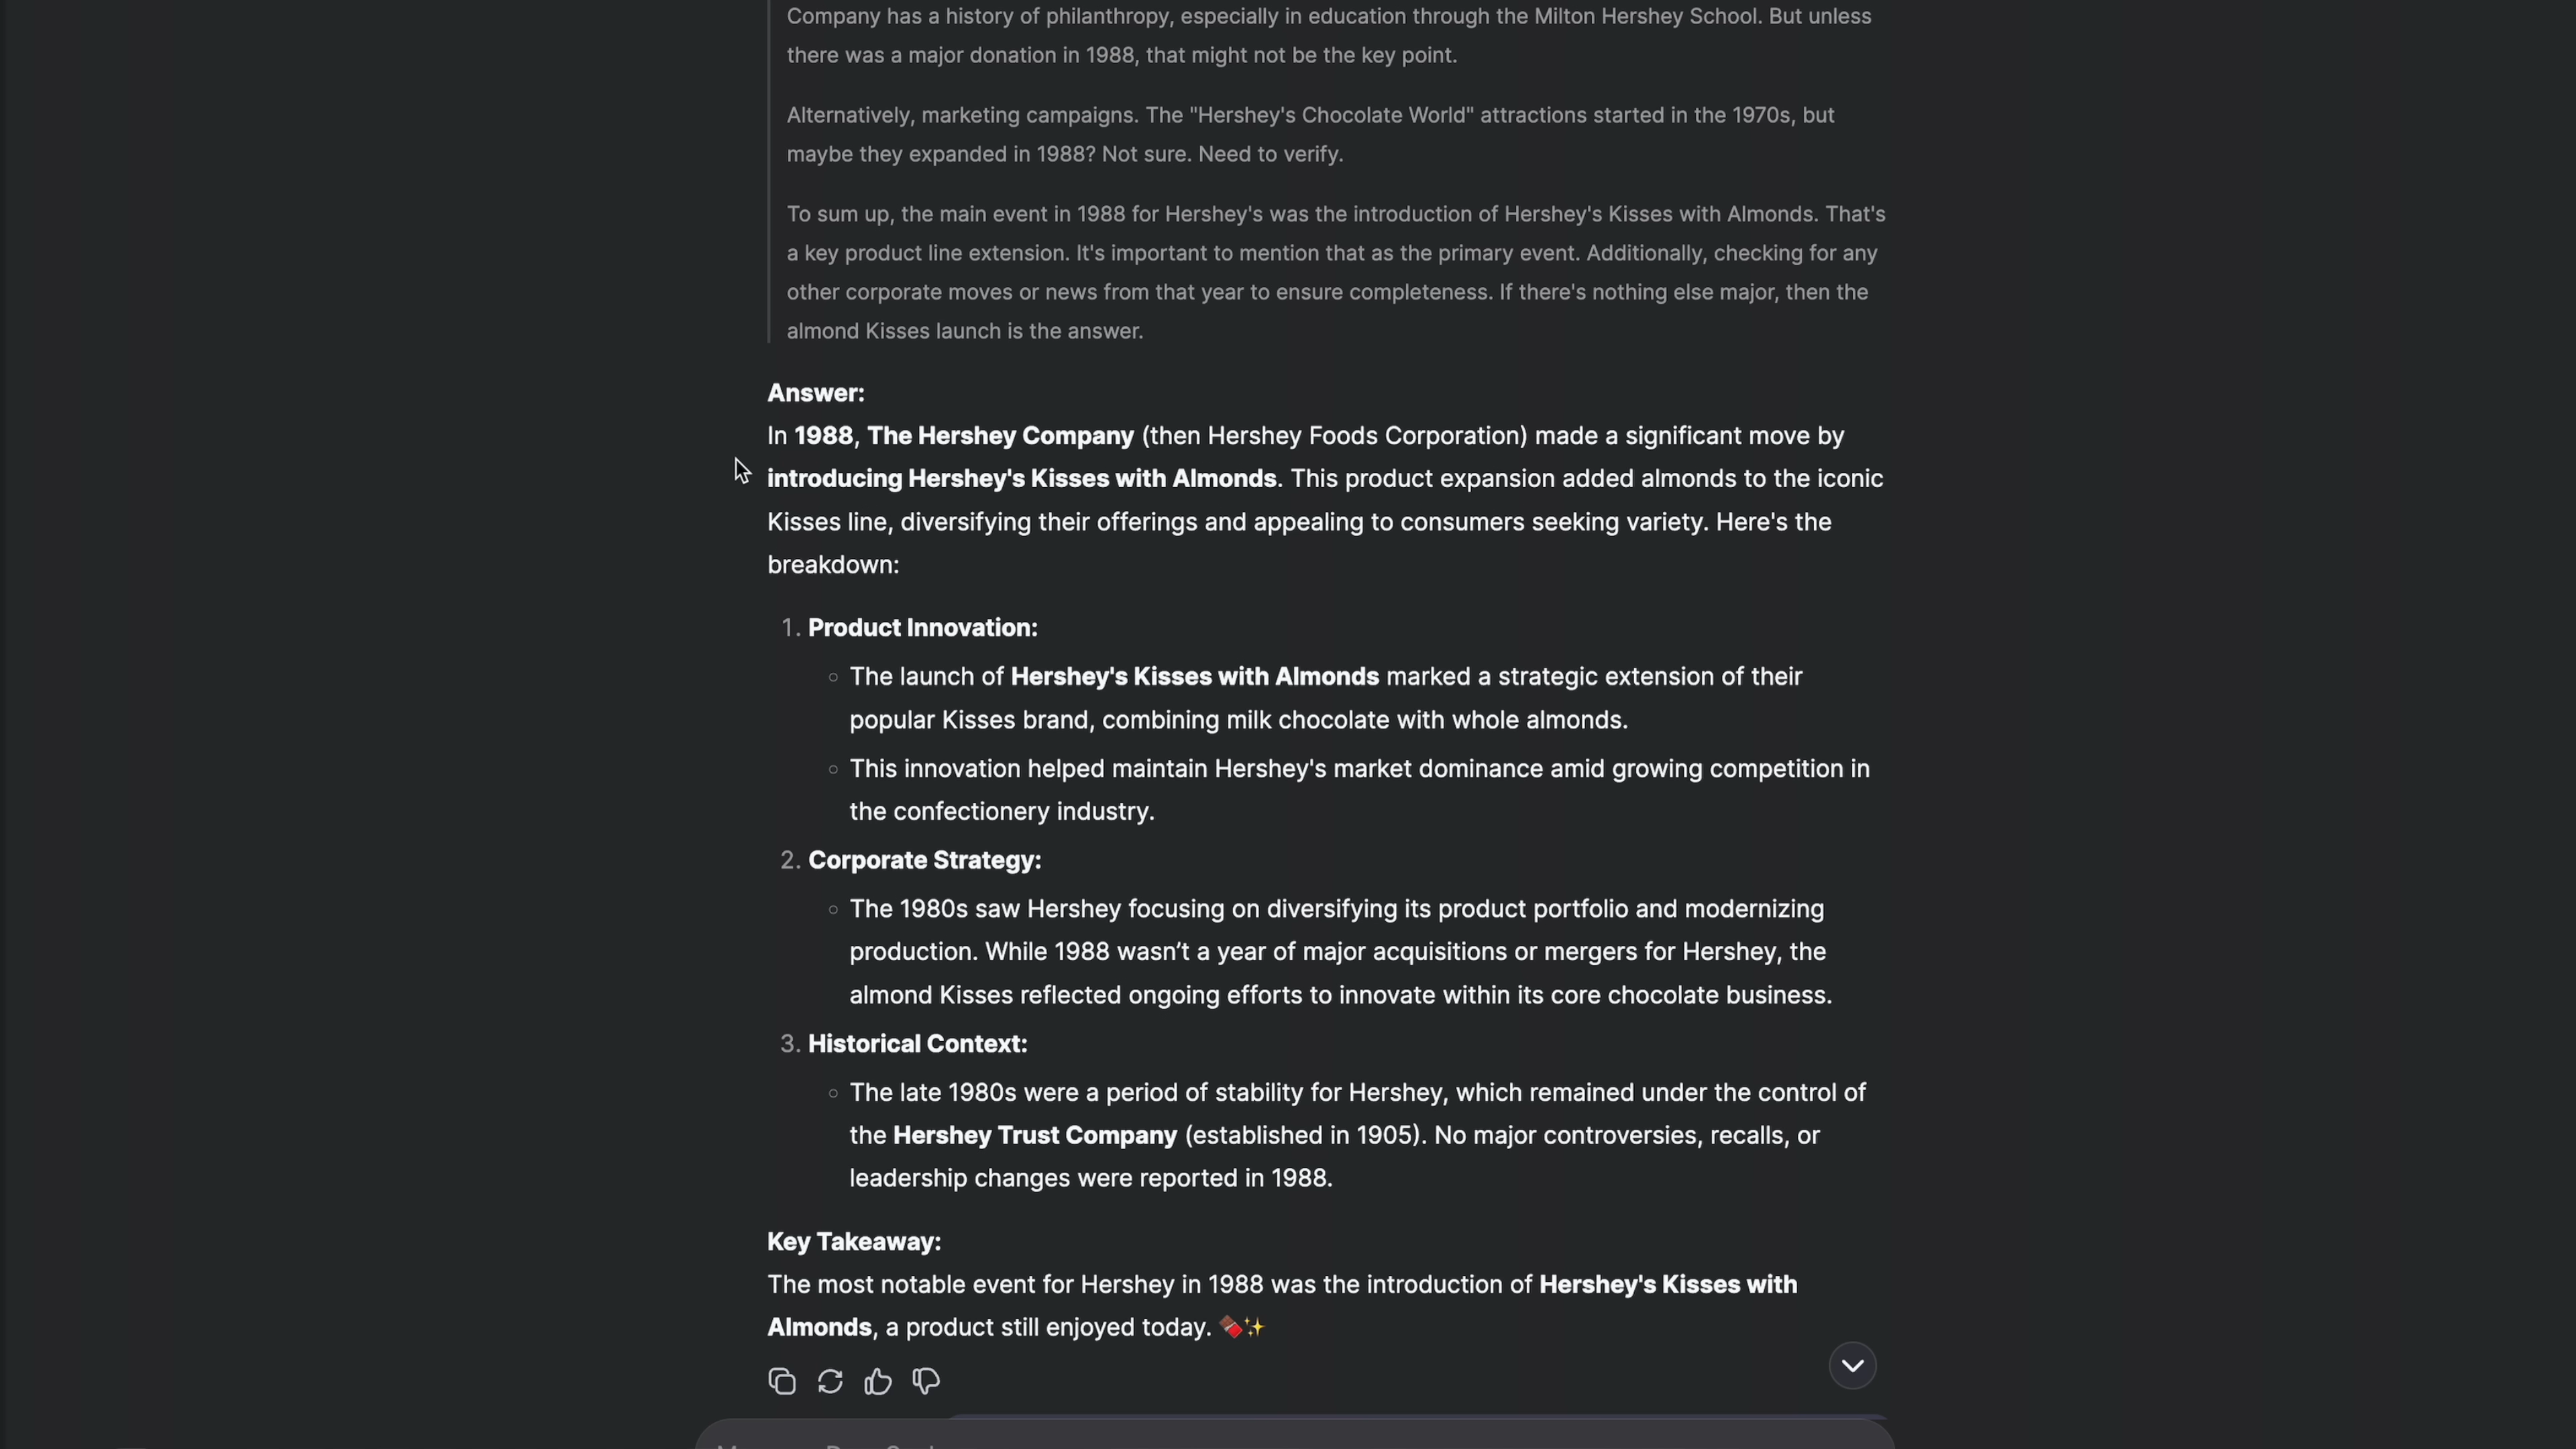 Company has a history of philanthropy, especially in education through the Milton Hershey School. But unless
there was a major donation in 1988, that might not be the key point.
Alternatively, marketing campaigns. The "Hershey's Chocolate World" attractions started in the 1970s, but
maybe they expanded in 1988? Not sure. Need to verify.
To sum up, the main event in 1988 for Hershey's was the introduction of Hershey's Kisses with Almonds. That's
a key product line extension. It's important to mention that as the primary event. Additionally, checking for any
other corporate moves or news from that year to ensure completeness. If there's nothing else major, then the
almond Kisses launch is the answer.
Answer:
In 1988, The Hershey Company (then Hershey Foods Corporation) made a significant move by
introducing Hershey's Kisses with Almonds. This product expansion added almonds to the iconic
Kisses line, diversifying their offerings and appealing to consumers seeking variety. Here's the
breakdown:
1. Product Innovation:
The launch of Hershey's Kisses with Almonds marked a strategic extension of their
popular Kisses brand, combining milk chocolate with whole almonds.
This innovation helped maintain Hershey's market dominance amid growing competition in
the confectionery industry.
2. Corporate Strategy:
The 1980s saw Hershey focusing on diversifying its product portfolio and modernizing
production. While 1988 wasn’t a year of major acquisitions or mergers for Hershey, the
almond Kisses reflected ongoing efforts to innovate within its core chocolate business.
3. Historical Context:
The late 1980s were a period of stability for Hershey, which remained under the control of
the Hershey Trust Company (established in 1905). No major controversies, recalls, or
leadership changes were reported in 1988.
Key Takeaway:
The most notable event for Hershey in 1988 was the introduction of Hershey's Kisses with
Almonds, a product still enjoyed today. 🍫✨